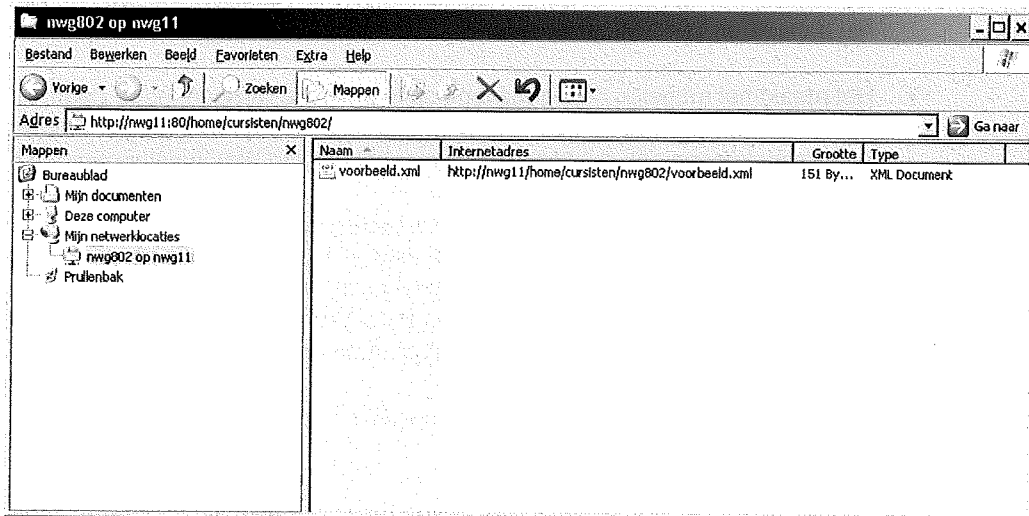 nwg802 op nwg11
Bestand Bewerken Beeld Favorieten Extra Help
Vorige Zoeken Mappen
Adres http://nwg11:80/home/cursisten/nwg802/ Ga naar
Mappen x Naam Internetadres Grootte Type
Bureaublad voorbeeld.xml http://nwg11/home/cursisten/nwg802/voorbeeld.xml 151 By... XML Document
Mijn documenten
Deze computer
Mijn netwerklocaties
nwg802 op nwg11
Prullenbak